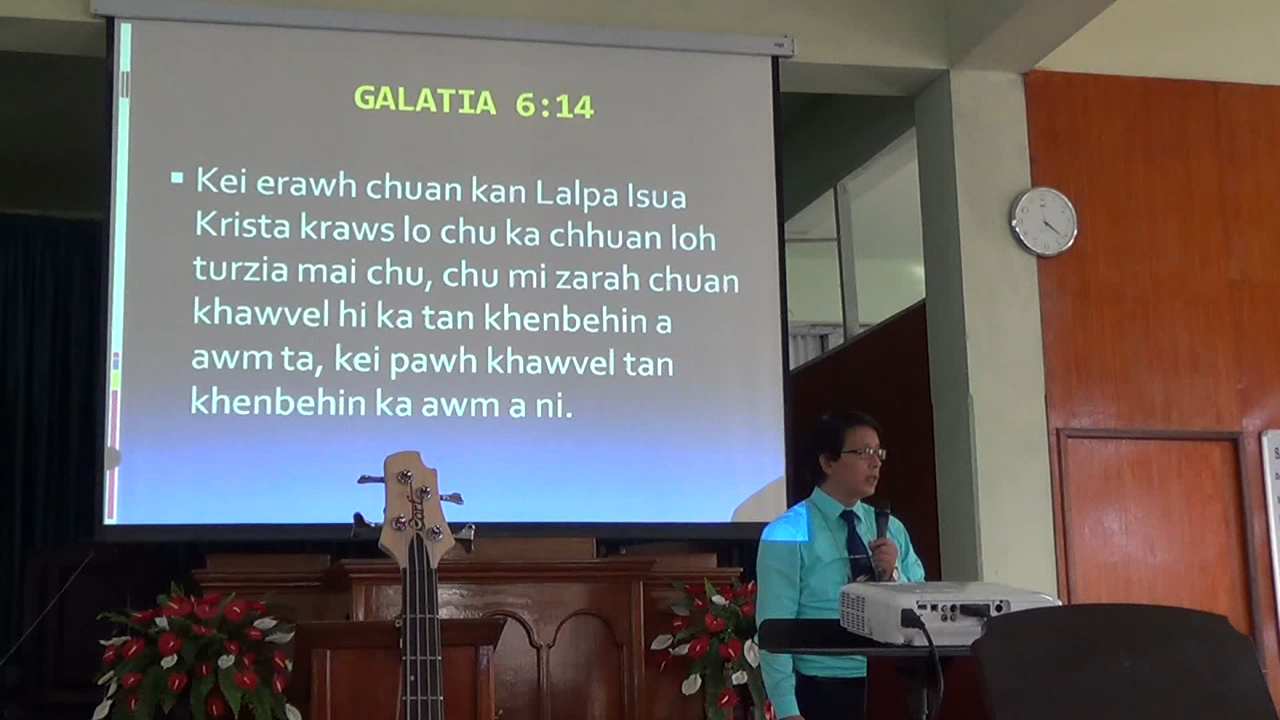 GALATIA 6:14
▪ Kei erawh chuan kan Lalpa Isua
Krista kraws lo chu ka chhuan loh
turzia mai chu, chu mi zarah chuan
khawvel hi ka tan khenbehin a
awm ta, kei pawh khawvel tan
khenbehin ka awm a ni.
Cort